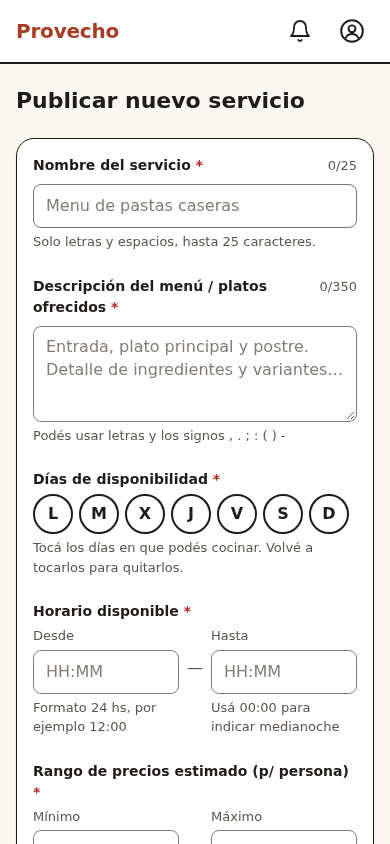 Provecho
Publicar nuevo servicio
Nombre del servicio * 0/25
Menu de pastas caseras
Solo letras y espacios, hasta 25 caracteres.
Descripción del menú / platos ofrecidos * 0/350
Entrada, plato principal y postre.
Detalle de ingredientes y variantes...
Podés usar letras y los signos , . ; : ( ) -
Días de disponibilidad *
L M X J V S D
Tocá los días en que podés cocinar. Volvé a
tocarlos para quitarlos.
Horario disponible *
Desde Hasta
HH:MM — HH:MM
Formato 24 hs, por
ejemplo 12:00
Usá 00:00 para
indicar medianoche
Rango de precios estimado (p/ persona)
*
Mínimo Máximo